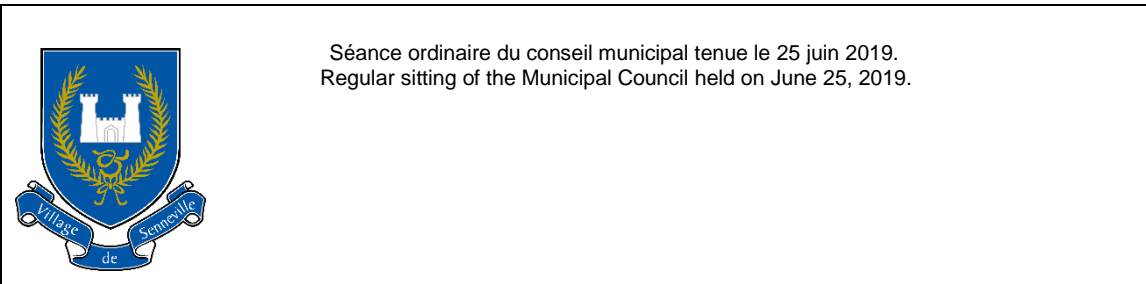 Séance ordinaire du conseil municipal tenue le 25 juin 2019.
Regular sitting of the Municipal Council held on June 25, 2019.
Village
de
Senneville